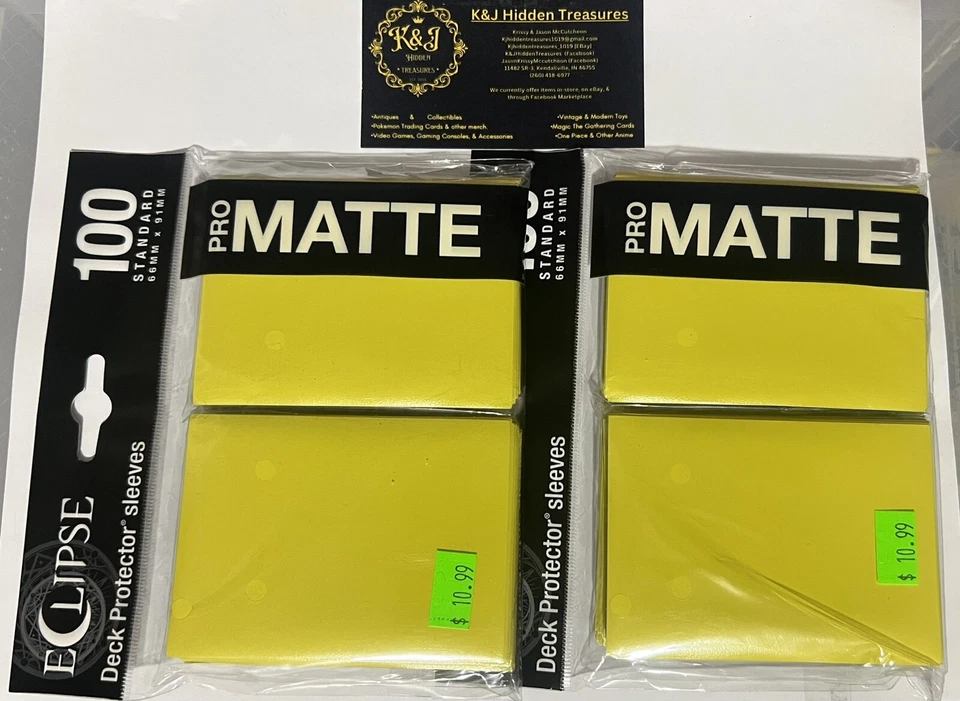 K&J
HIDDEN
• TREASURES •
K&J Hidden Treasures
Krissy & Jason McCutcheon
Kjhiddentreasures1019@gmail.com
Kjhiddentreasures_1019 (EBay)
K&JHiddenTreasures (Facebook)
JasonKrissyMccutcheon (Facebook)
11482 SR-3, Kendallville, IN 46755
(260) 418-6977
We currently offer items in-store, on eBay, &
through Facebook Marketplace
•Antiques & Collectibles
•Pokemon Trading Cards & other merch.
•Video Games, Gaming Consoles, & Accessories
•Vintage & Modern Toys
•Magic The Gathering Cards
•One Piece & Other Anime
100
STANDARD
66MM x 91MM
ECLIPSE
Deck Protector® sleeves
PRO MATTE
$ 10.99
100
STANDARD
66MM x 91MM
Deck Protector® sleeves
PRO MATTE
$ 10.99